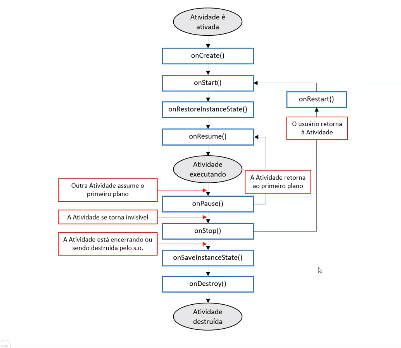 Atividade é
ativada
onCreate()
onStart()
onRestart()
onRestoreInstanceState()
O usuário retorna
à Atividade
onResume()
Atividade
executando
A Atividade retorna
ao primeiro plano
Outra Atividade assume o
primeiro plano
onPause()
A Atividade se torna invisível
onStop()
A Atividade está encerrando ou
sendo destruída pelo s.o.
onSaveInstanceState()
onDestroy()
Atividade
destruída